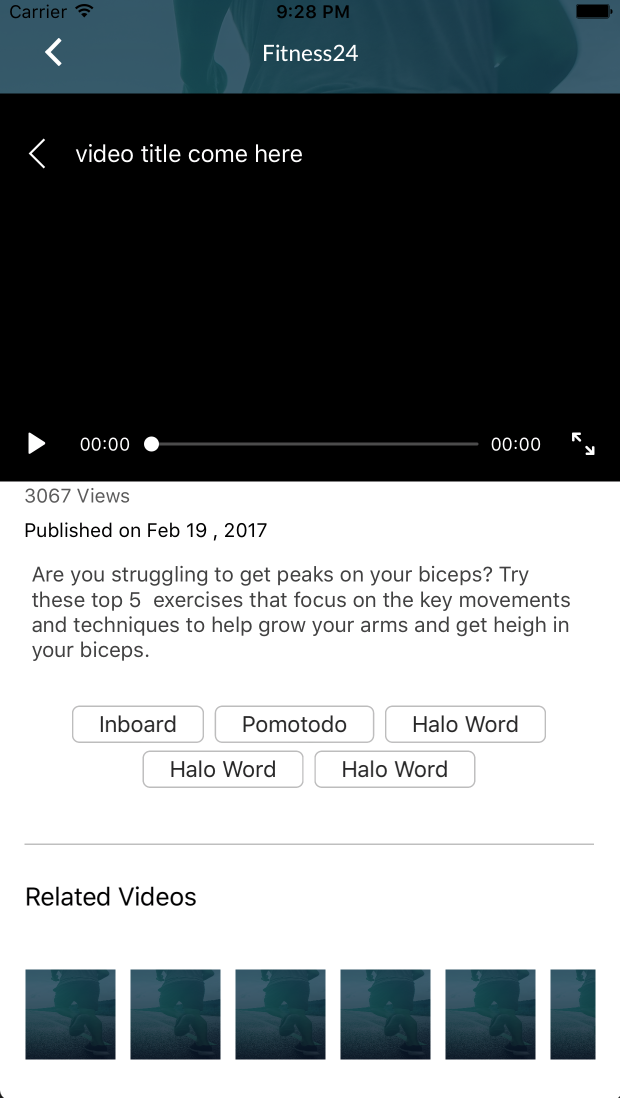 Carrier 9:28 PM
Fitness24
video title come here
00:00 00:00
3067 Views
Published on Feb 19 , 2017
Are you struggling to get peaks on your biceps? Try
these top 5  exercises that focus on the key movements
and techniques to help grow your arms and get heigh in
your biceps.
Inboard Pomotodo Halo Word
Halo Word Halo Word
Related Videos